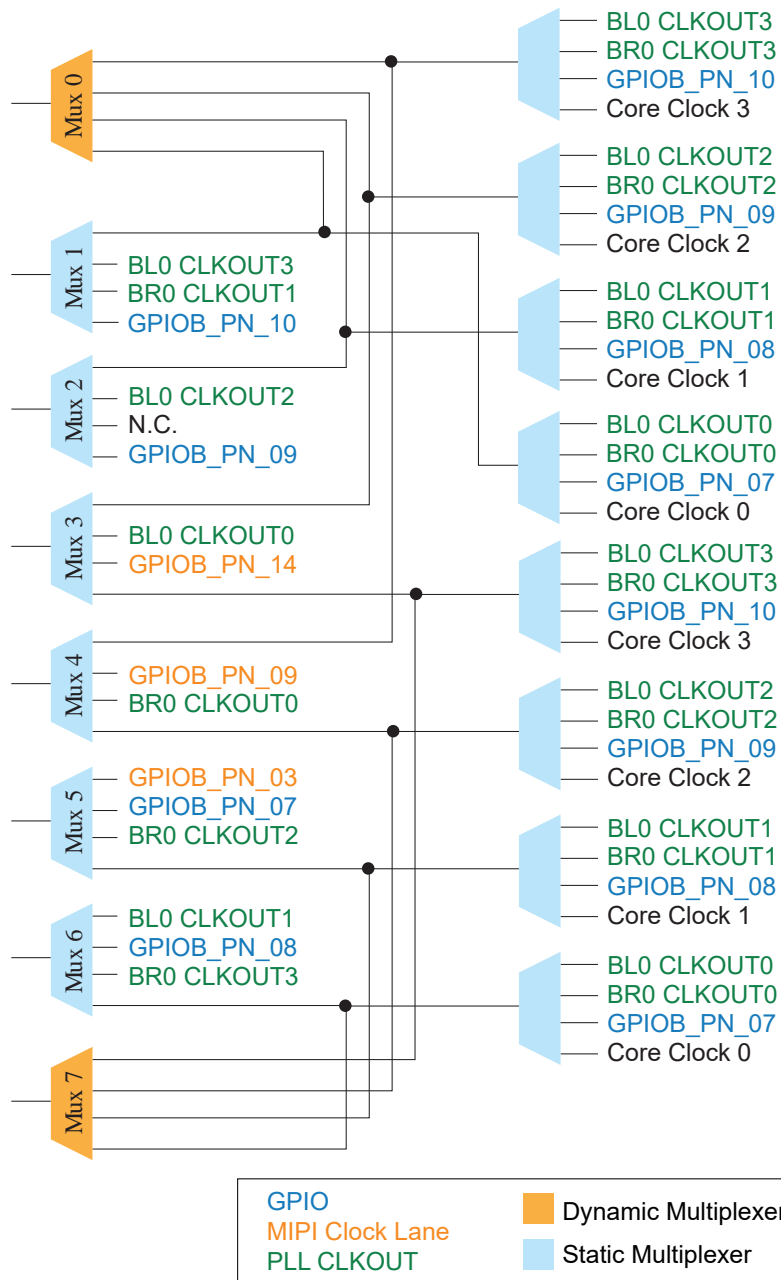 Mux 0
BL0 CLKOUT3
BR0 CLKOUT3
GPIOB_PN_10
Core Clock 3
BL0 CLKOUT2
BR0 CLKOUT2
GPIOB_PN_09
Core Clock 2
Mux 1
BL0 CLKOUT3
BR0 CLKOUT1
GPIOB_PN_10
BL0 CLKOUT1
BR0 CLKOUT1
GPIOB_PN_08
Core Clock 1
Mux 2
BL0 CLKOUT2
N.C.
GPIOB_PN_09
BL0 CLKOUT0
BR0 CLKOUT0
GPIOB_PN_07
Core Clock 0
Mux 3
BL0 CLKOUT0
GPIOB_PN_14
BL0 CLKOUT3
BR0 CLKOUT3
GPIOB_PN_10
Core Clock 3
Mux 4
GPIOB_PN_09
BR0 CLKOUT0
BL0 CLKOUT2
BR0 CLKOUT2
GPIOB_PN_09
Core Clock 2
Mux 5
GPIOB_PN_03
GPIOB_PN_07
BR0 CLKOUT2
BL0 CLKOUT1
BR0 CLKOUT1
GPIOB_PN_08
Core Clock 1
Mux 6
BL0 CLKOUT1
GPIOB_PN_08
BR0 CLKOUT3
BL0 CLKOUT0
BR0 CLKOUT0
GPIOB_PN_07
Core Clock 0
Mux 7
GPIO
MIPI Clock Lane
PLL CLKOUT
Dynamic Multiplexer
Static Multiplexer